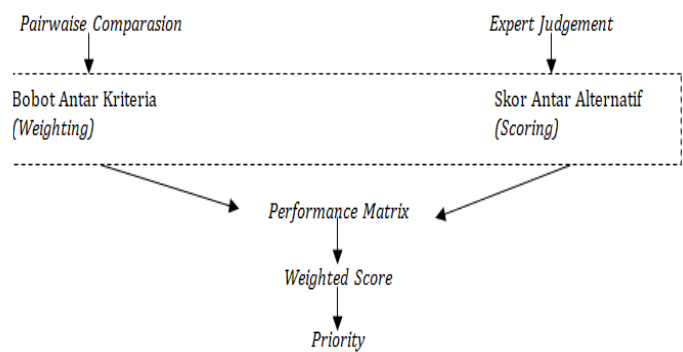 Pairwaise Comparasion
Expert Judgement
Bobot Antar Kriteria
(Weighting)
Skor Antar Alternatif
(Scoring)
Performance Matrix
Weighted Score
Priority